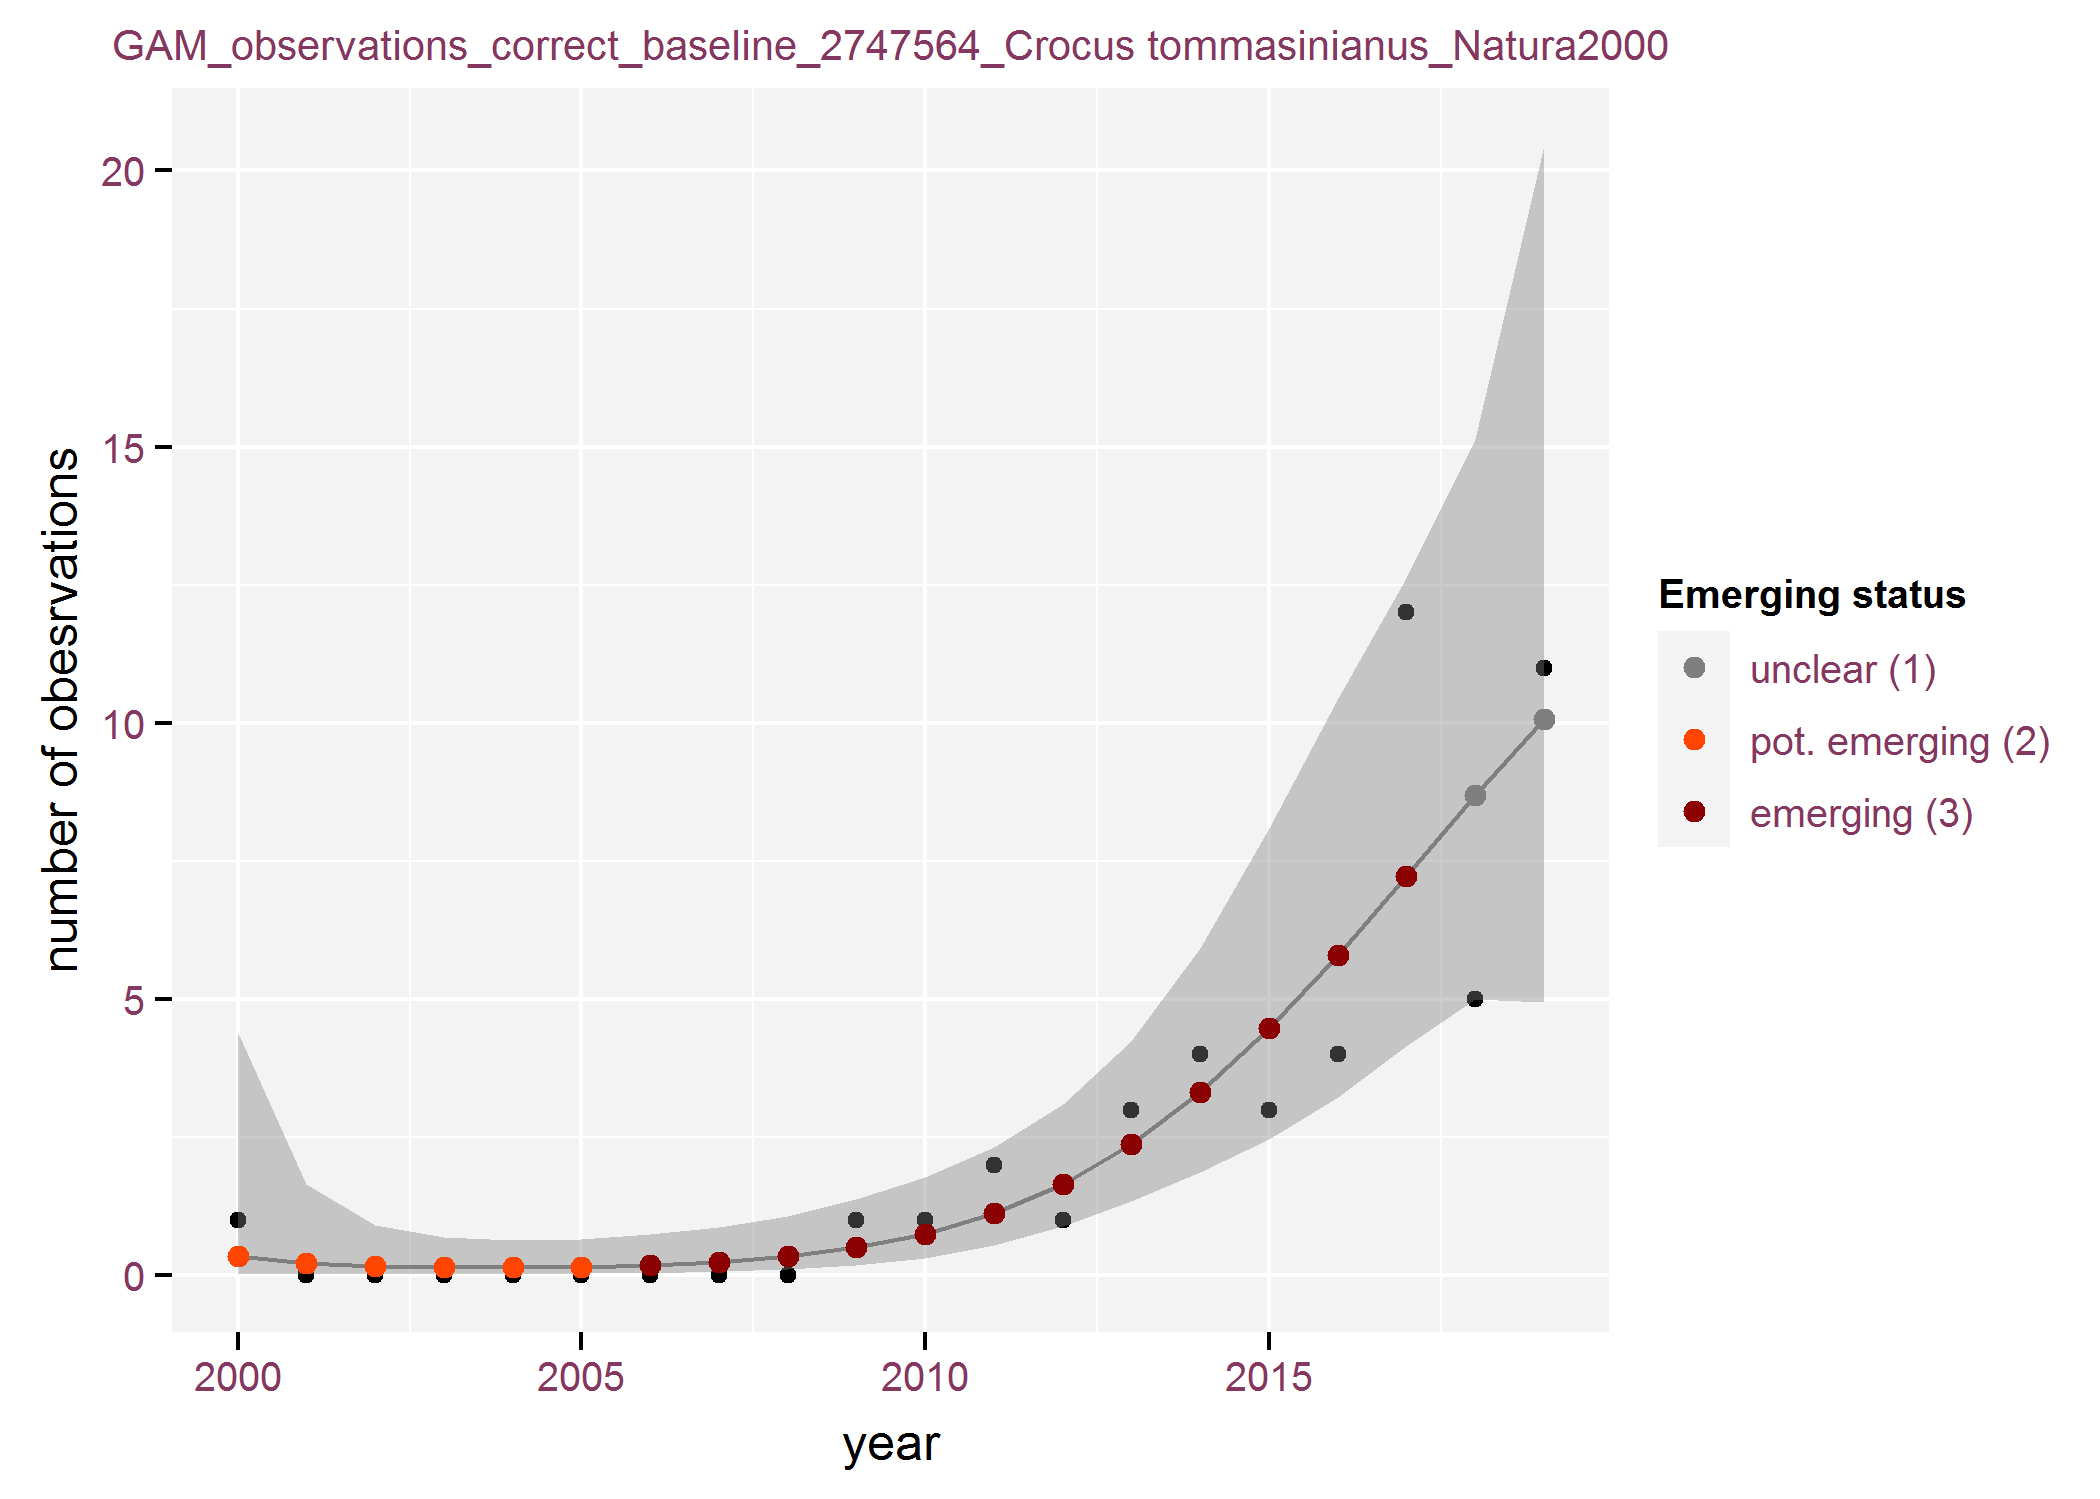 GAM_observations_correct_baseline_2747564_Crocus tommasinianus_Natura2000
20
15
10
5
0
number of obesrvations
2000
2005
2010
2015
year
Emerging status
unclear (1)
pot. emerging (2)
emerging (3)